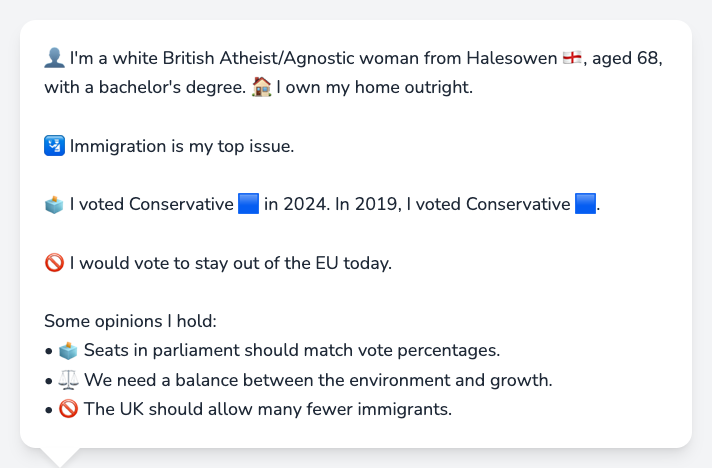 👤 I'm a white British Atheist/Agnostic woman from Halesowen 🏴󠁧󠁢󠁥󠁮󠁧󠁿, aged 68,
with a bachelor's degree. 🏠 I own my home outright.
🛂 Immigration is my top issue.
🗳️ I voted Conservative 🟦 in 2024. In 2019, I voted Conservative 🟦.
🚫 I would vote to stay out of the EU today.
Some opinions I hold:
• 🗳️ Seats in parliament should match vote percentages.
• ⚖️ We need a balance between the environment and growth.
• 🚫 The UK should allow many fewer immigrants.